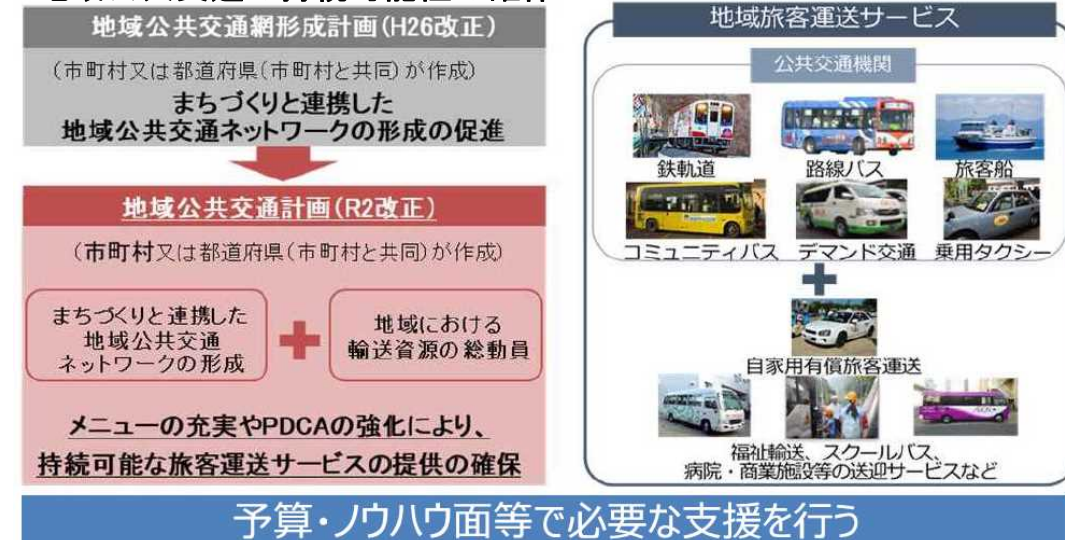 地域公共交通網形成計画(H26改正)
(市町村又は都道府県(市町村と共同)が作成)
まちづくりと連携した
地域公共交通ネットワークの形成の促進
地域公共交通計画(R2改正)
(市町村又は都道府県(市町村と共同)が作成)
まちづくりと連携した
地域公共交通
ネットワークの形成
地域における
輸送資源の総動員
メニューの充実やPDCAの強化により、
持続可能な旅客運送サービスの提供の確保
地域旅客運送サービス
公共交通機関
鉄軌道
路線バス
旅客船
コミュニティバス
デマンド交通
乗用タクシー
自家用有償旅客運送
福祉輸送、スクールバス、
病院・商業施設等の送迎サービスなど
予算・ノウハウ面等で必要な支援を行う